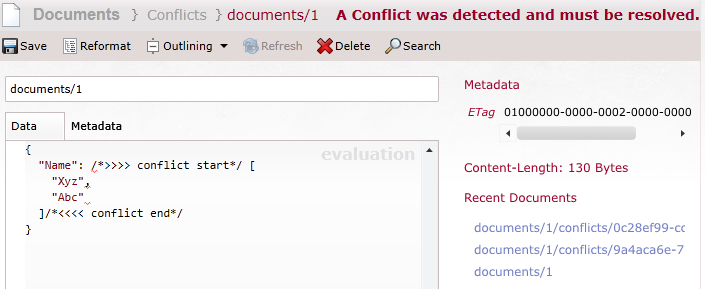 Documents } Conflicts } documents/1 A Conflict was detected and must be resolved.
Save Reformat Outlining Refresh Delete Search
documents/1
Metadata
ETag 01000000-0000-0002-0000-0000
Data Metadata
evaluation
{
"Name": /*>>>> conflict start*/ [
"Xyz",
"Abc"
]/*<<<< conflict end*/
}
Content-Length: 130 Bytes
Recent Documents
documents/1/conflicts/0c28ef99-cc
documents/1/conflicts/9a4aca6e-7
documents/1